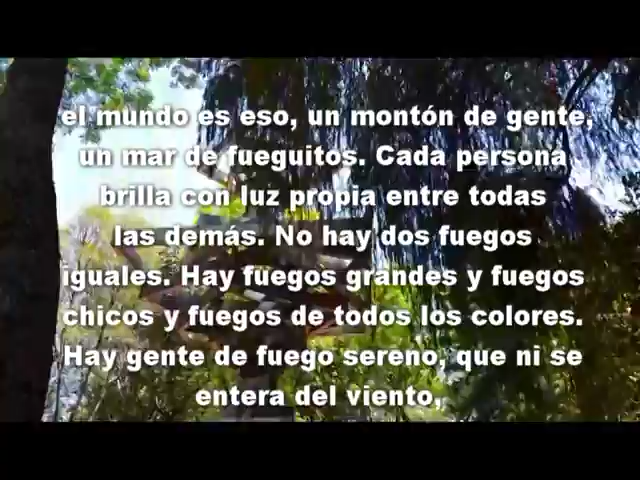 el mundo es eso, un montón de gente,
un mar de fueguitos. Cada persona
brilla con luz propia entre todas
las demás. No hay dos fuegos
iguales. Hay fuegos grandes y fuegos
chicos y fuegos de todos los colores.
Hay gente de fuego sereno, que ni se
entera del viento,